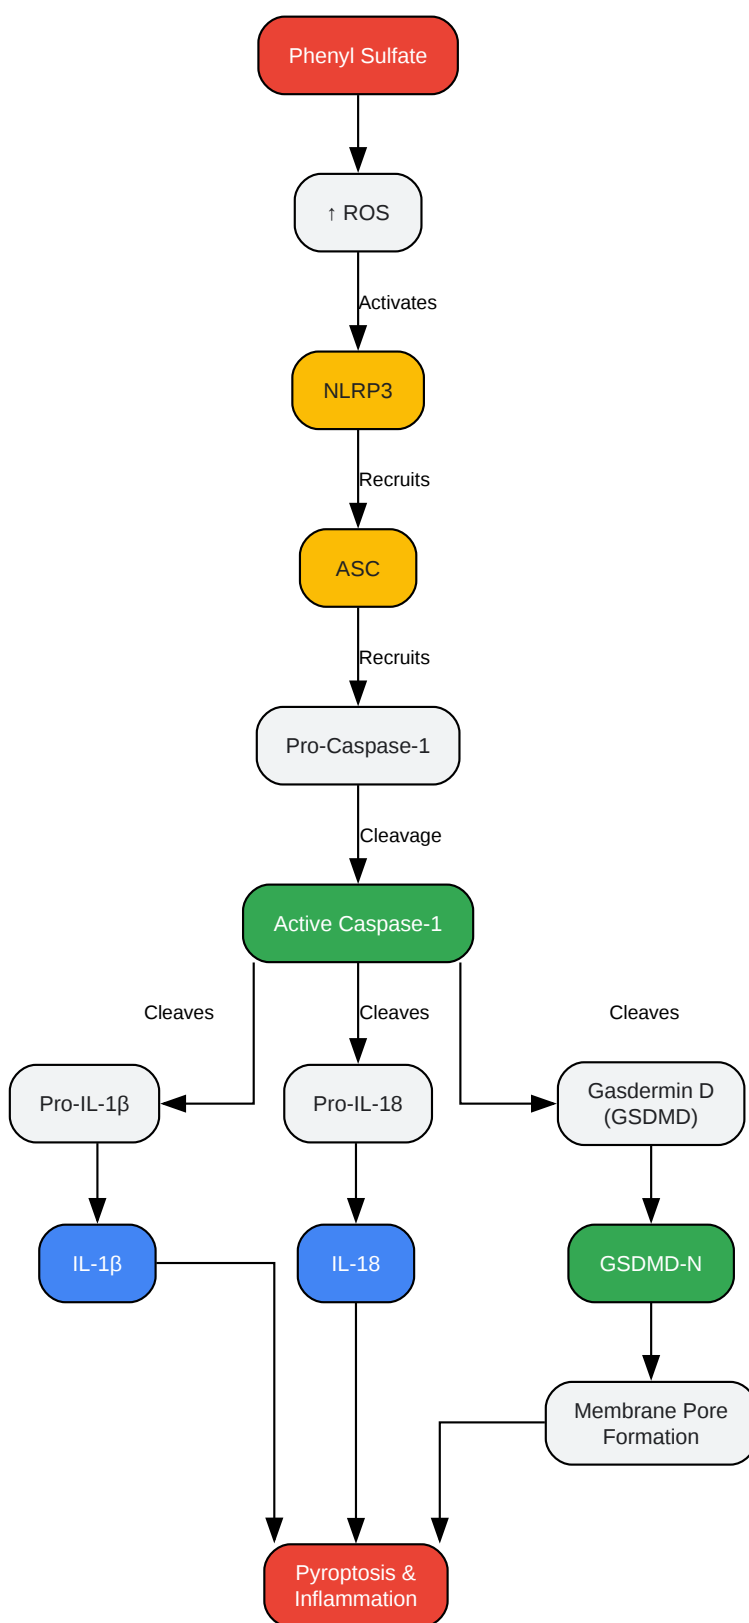 Phenyl Sulfate
↑ ROS
Activates
NLRP3
Recruits
ASC
Recruits
Pro-Caspase-1
Cleavage
Active Caspase-1
Cleaves
Cleaves
Cleaves
Pro-IL-1β
Pro-IL-18
Gasdermin D
(GSDMD)
IL-1β
IL-18
GSDMD-N
Membrane Pore
Formation
Pyroptosis &
Inflammation